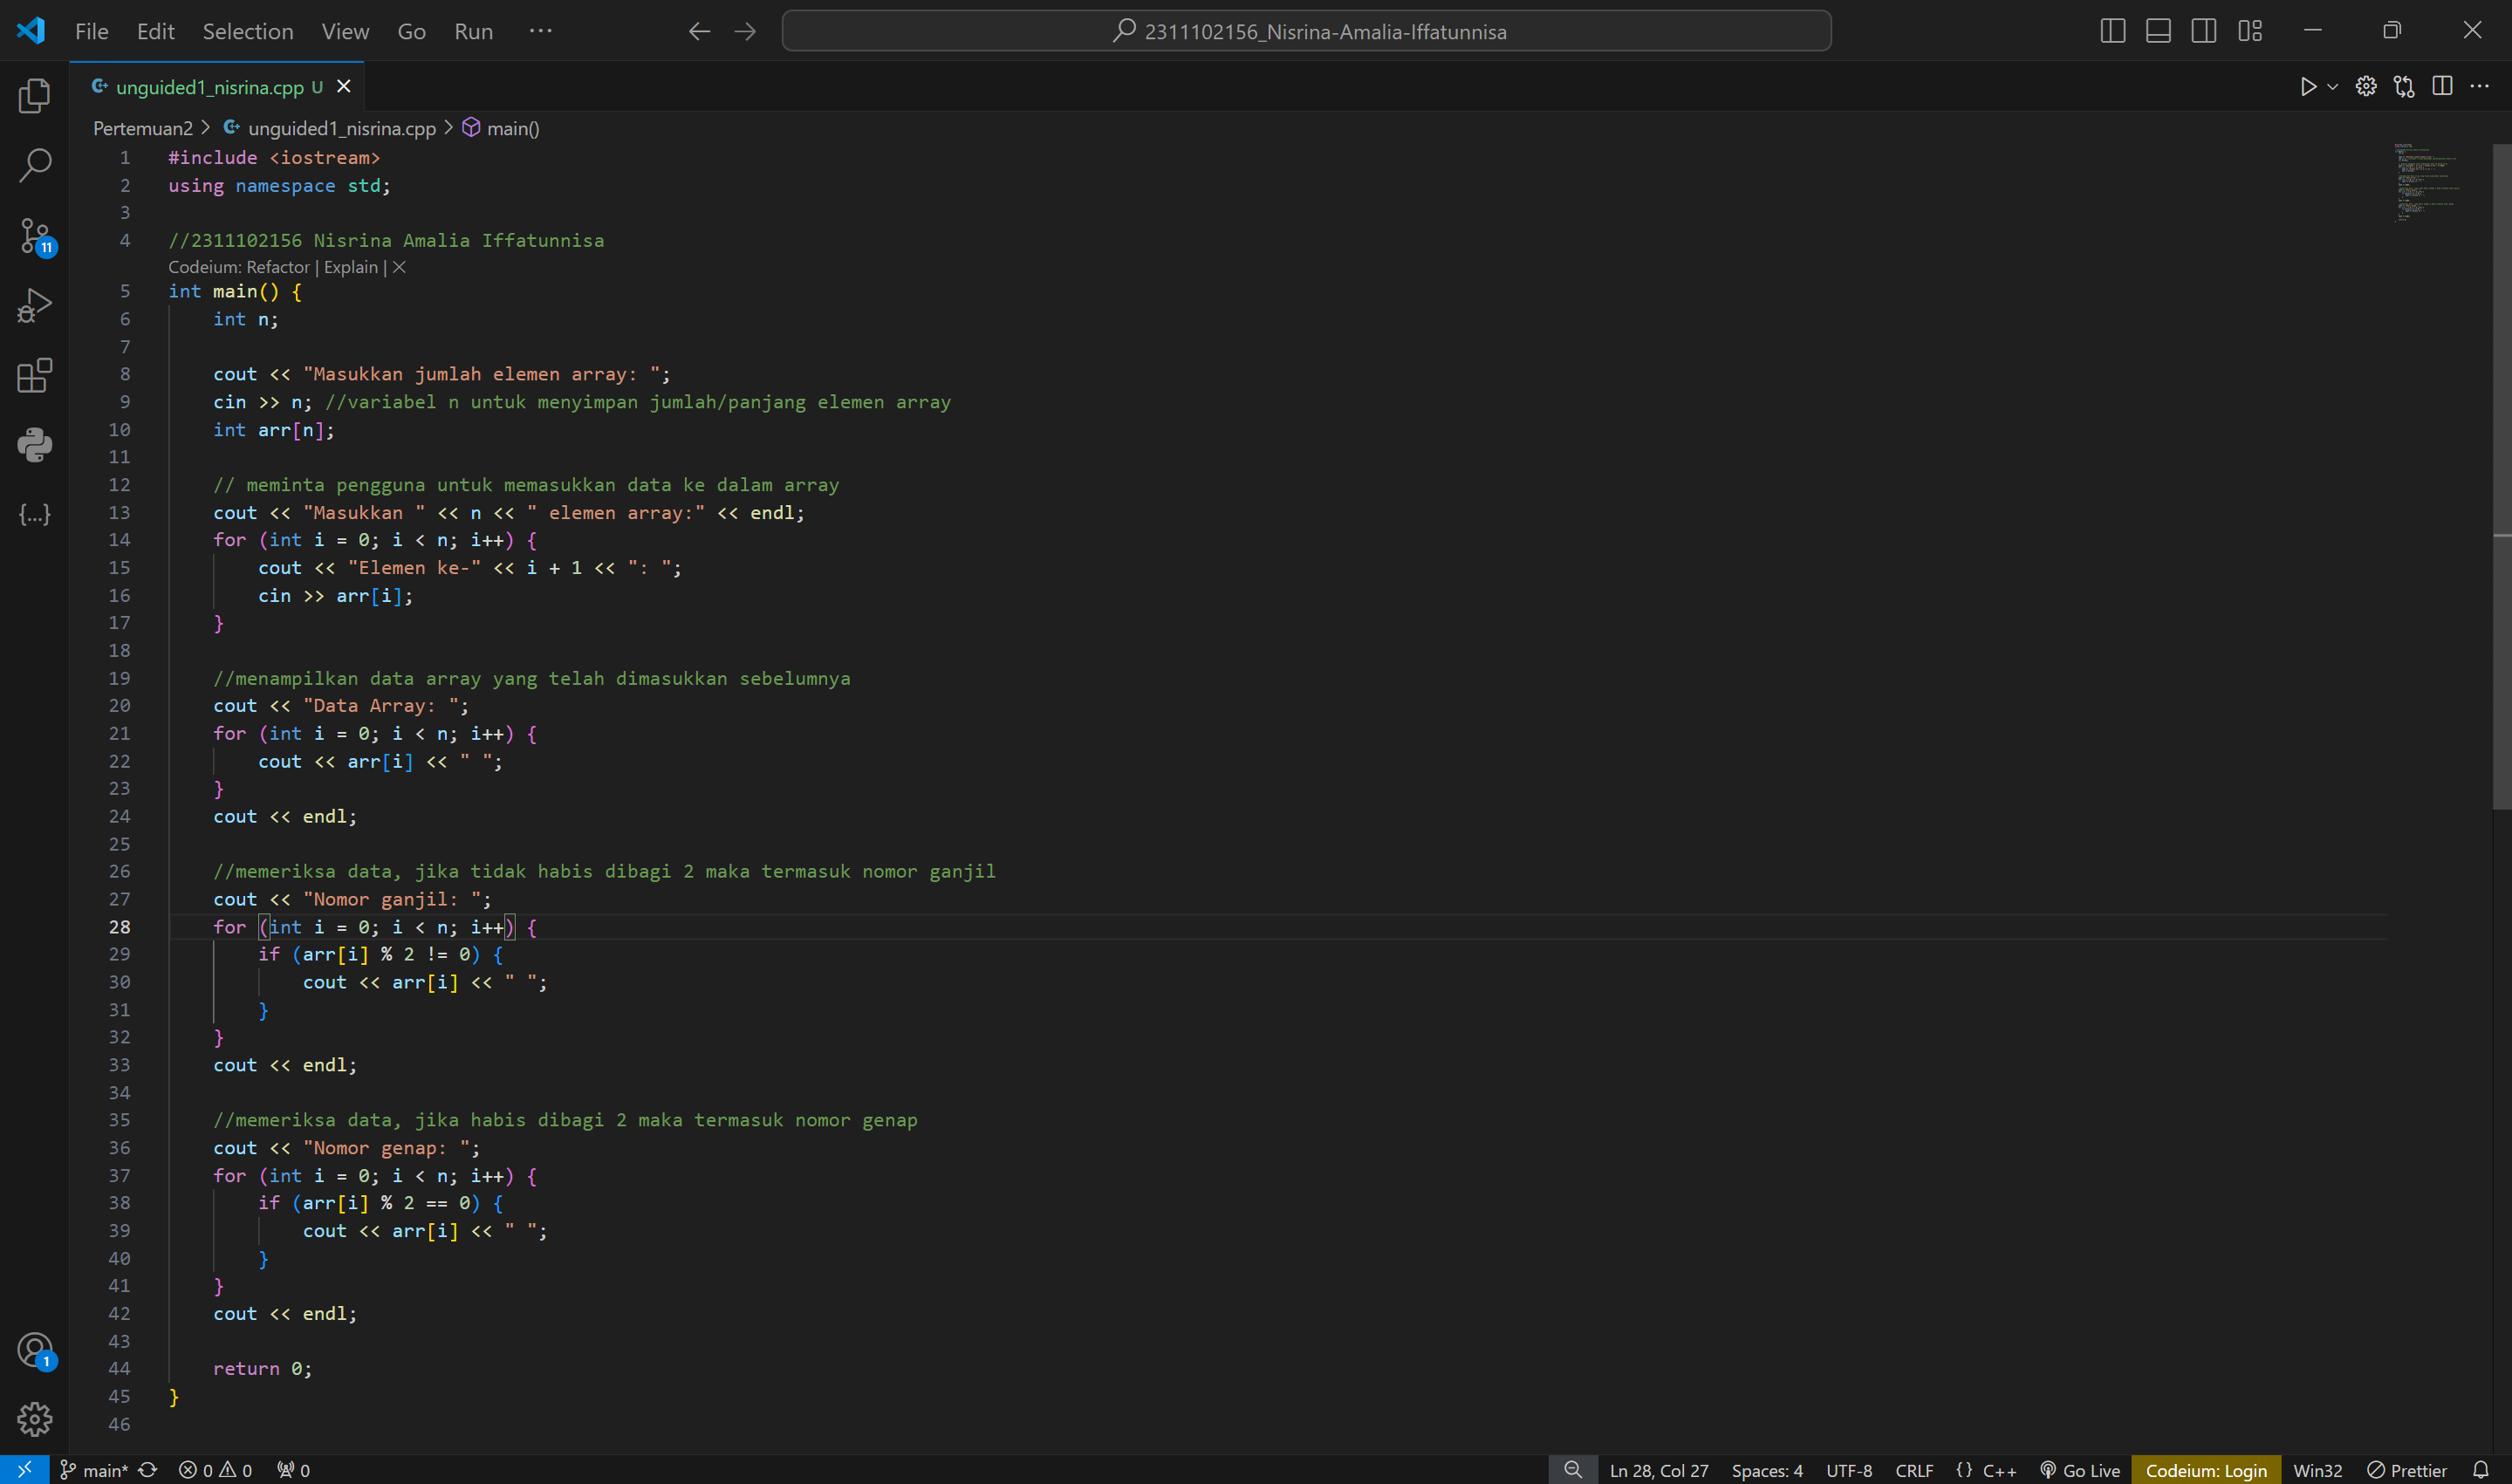 File Edit Selection View Go Run ··· 2311102156_Nisrina-Amalia-Iffatunnisa
unguided1_nisrina.cpp U
Pertemuan2 > unguided1_nisrina.cpp > main()
1 #include <iostream>
2 using namespace std;
3
4 //2311102156 Nisrina Amalia Iffatunnisa
Codeium: Refactor | Explain | ×
5 int main() {
6     int n;
7
8     cout << "Masukkan jumlah elemen array: ";
9     cin >> n; //variabel n untuk menyimpan jumlah/panjang elemen array
10     int arr[n];
11
12     // meminta pengguna untuk memasukkan data ke dalam array
13     cout << "Masukkan " << n << " elemen array:" << endl;
14     for (int i = 0; i < n; i++) {
15         cout << "Elemen ke-" << i + 1 << ": ";
16         cin >> arr[i];
17     }
18
19     //menampilkan data array yang telah dimasukkan sebelumnya
20     cout << "Data Array: ";
21     for (int i = 0; i < n; i++) {
22         cout << arr[i] << " ";
23     }
24     cout << endl;
25
26     //memeriksa data, jika tidak habis dibagi 2 maka termasuk nomor ganjil
27     cout << "Nomor ganjil: ";
28     for (int i = 0; i < n; i++) {
29         if (arr[i] % 2 != 0) {
30             cout << arr[i] << " ";
31         }
32     }
33     cout << endl;
34
35     //memeriksa data, jika habis dibagi 2 maka termasuk nomor genap
36     cout << "Nomor genap: ";
37     for (int i = 0; i < n; i++) {
38         if (arr[i] % 2 == 0) {
39             cout << arr[i] << " ";
40         }
41     }
42     cout << endl;
43
44     return 0;
45 }
46
11
1
main* 0 0 0 Ln 28, Col 27 Spaces: 4 UTF-8 CRLF {} C++ Go Live Codeium: Login Win32 Prettier